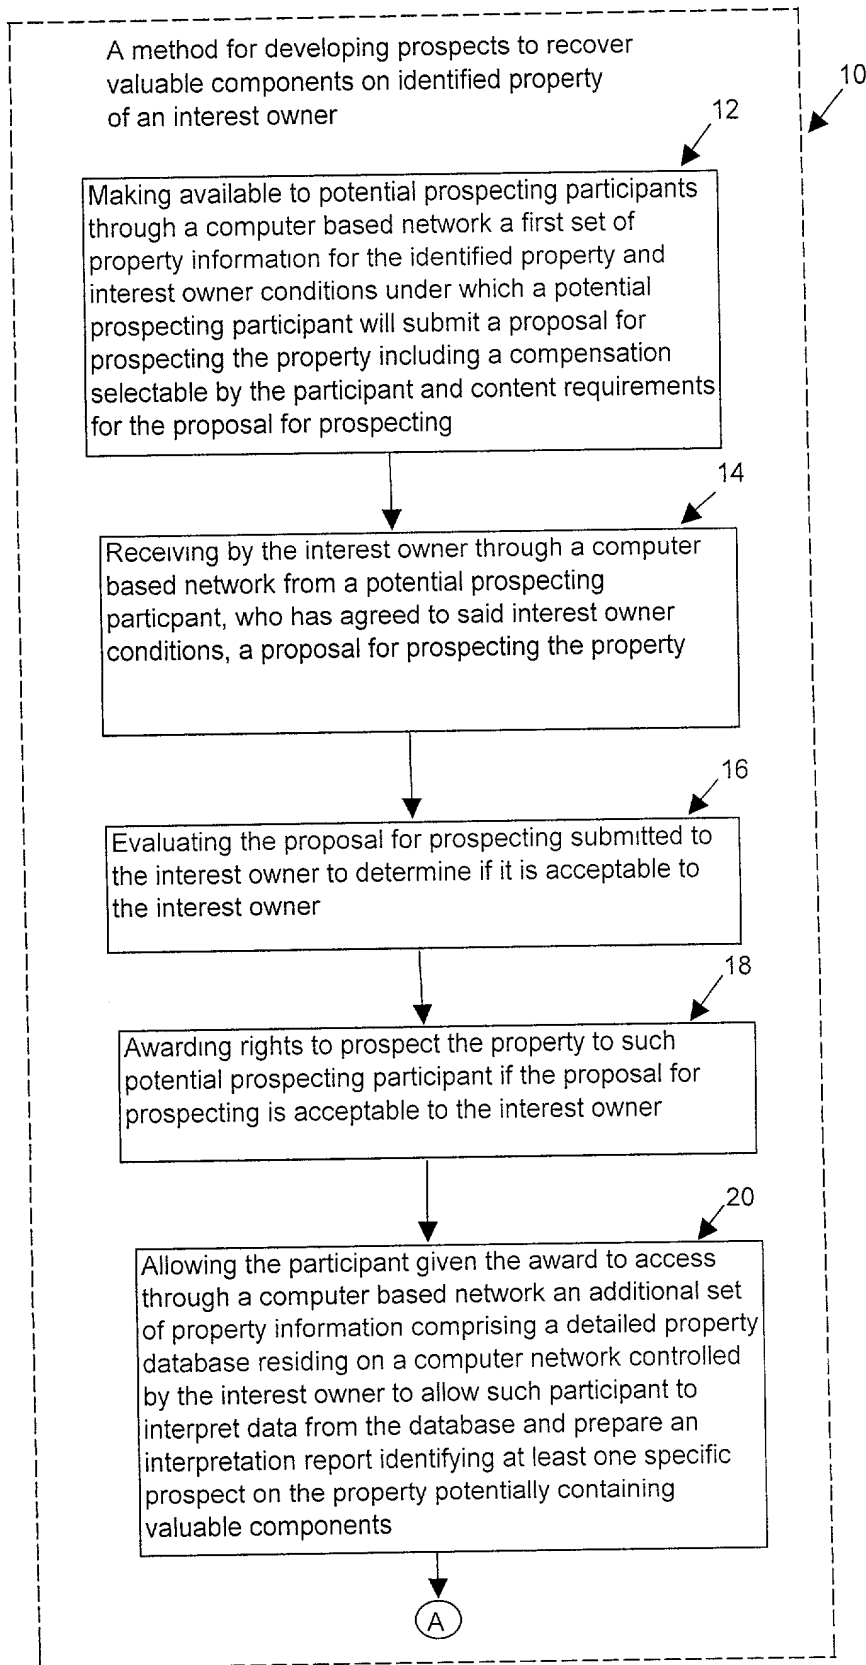 A method for developing prospects to recover
valuable components on identified property
of an interest owner
10
12
Making available to potential prospecting participants
through a computer based network a first set of
property information for the identified property and
interest owner conditions under which a potential
prospecting participant will submit a proposal for
prospecting the property including a compensation
selectable by the participant and content requirements
for the proposal for prospecting
14
Receiving by the interest owner through a computer
based network from a potential prospecting
particpant, who has agreed to said interest owner
conditions, a proposal for prospecting the property
16
Evaluating the proposal for prospecting submitted to
the interest owner to determine if it is acceptable to
the interest owner
18
Awarding rights to prospect the property to such
potential prospecting participant if the proposal for
prospecting is acceptable to the interest owner
20
Allowing the participant given the award to access
through a computer based network an additional set
of property information comprising a detailed property
database residing on a computer network controlled
by the interest owner to allow such participant to
interpret data from the database and prepare an
interpretation report identifying at least one specific
prospect on the property potentially containing
valuable components
A